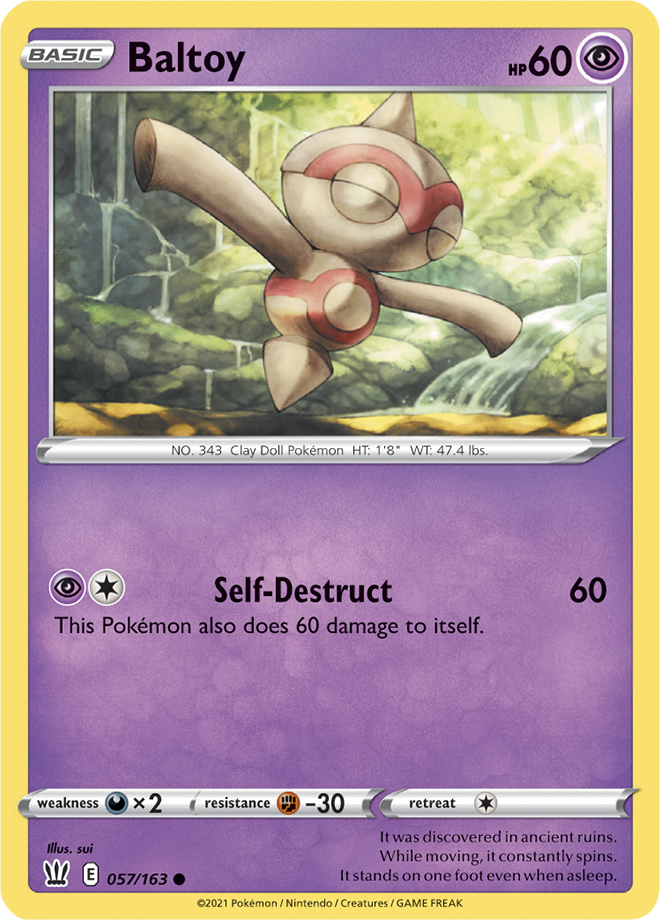 BASIC Baltoy HP60
NO. 343 Clay Doll Pokémon HT: 1'8" WT: 47.4 lbs.
Self-Destruct 60
This Pokémon also does 60 damage to itself.
weakness ×2 resistance -30 retreat
Illus. sui
E 057/163
It was discovered in ancient ruins.
While moving, it constantly spins.
It stands on one foot even when asleep.
©2021 Pokémon / Nintendo / Creatures / GAME FREAK